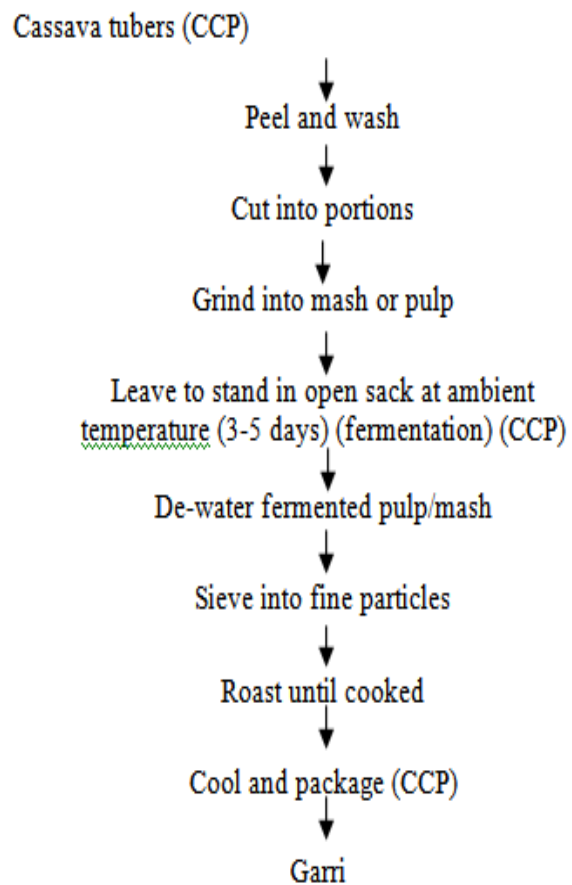 Cassava tubers (CCP)
Peel and wash
Cut into portions
Grind into mash or pulp
Leave to stand in open sack at ambient
temperature (3-5 days) (fermentation) (CCP)
De-water fermented pulp/mash
Sieve into fine particles
Roast until cooked
Cool and package (CCP)
Garri